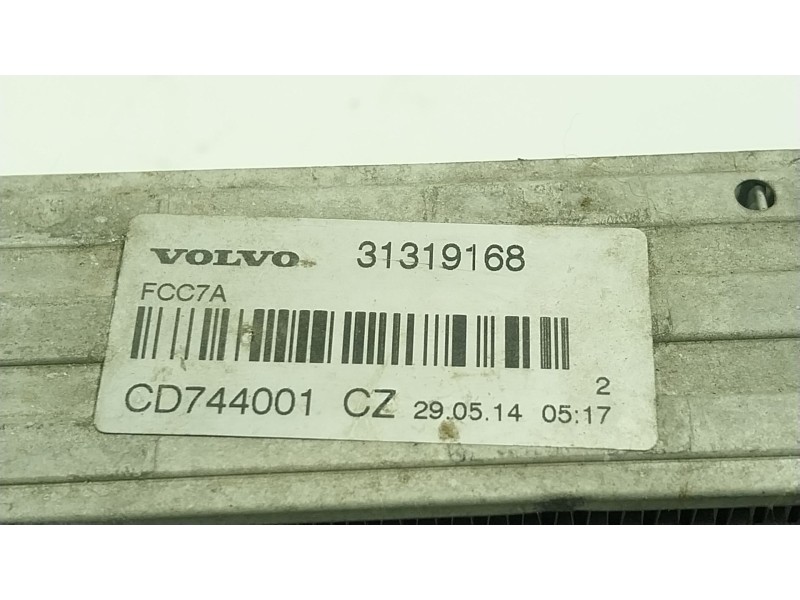 VOLVO 31319168
FCC7A
2
CD744001 CZ 29.05.14 05:17